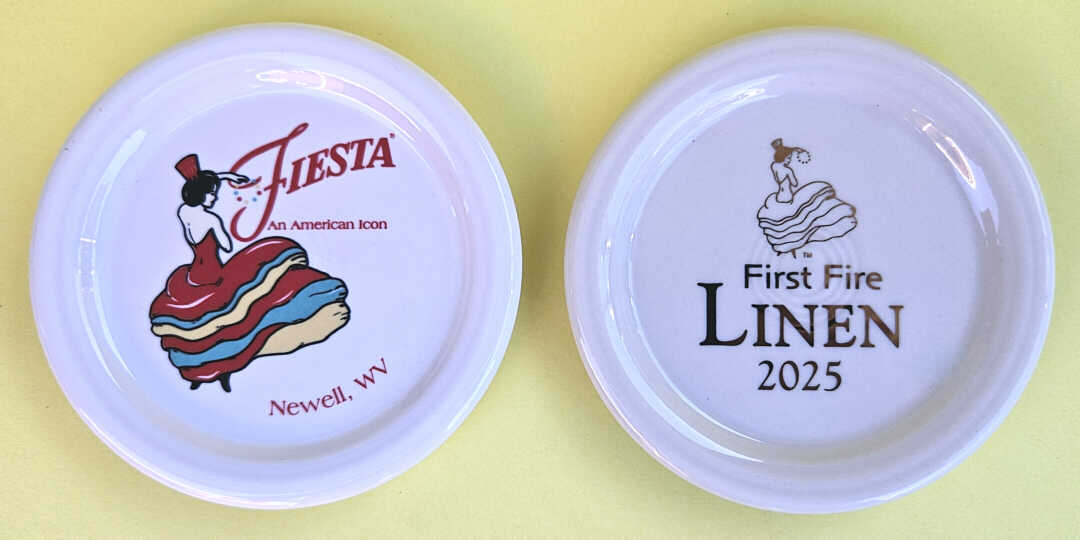 FIESTA®
An American Icon
Newell, WV
TM
First Fire
LINEN
2025